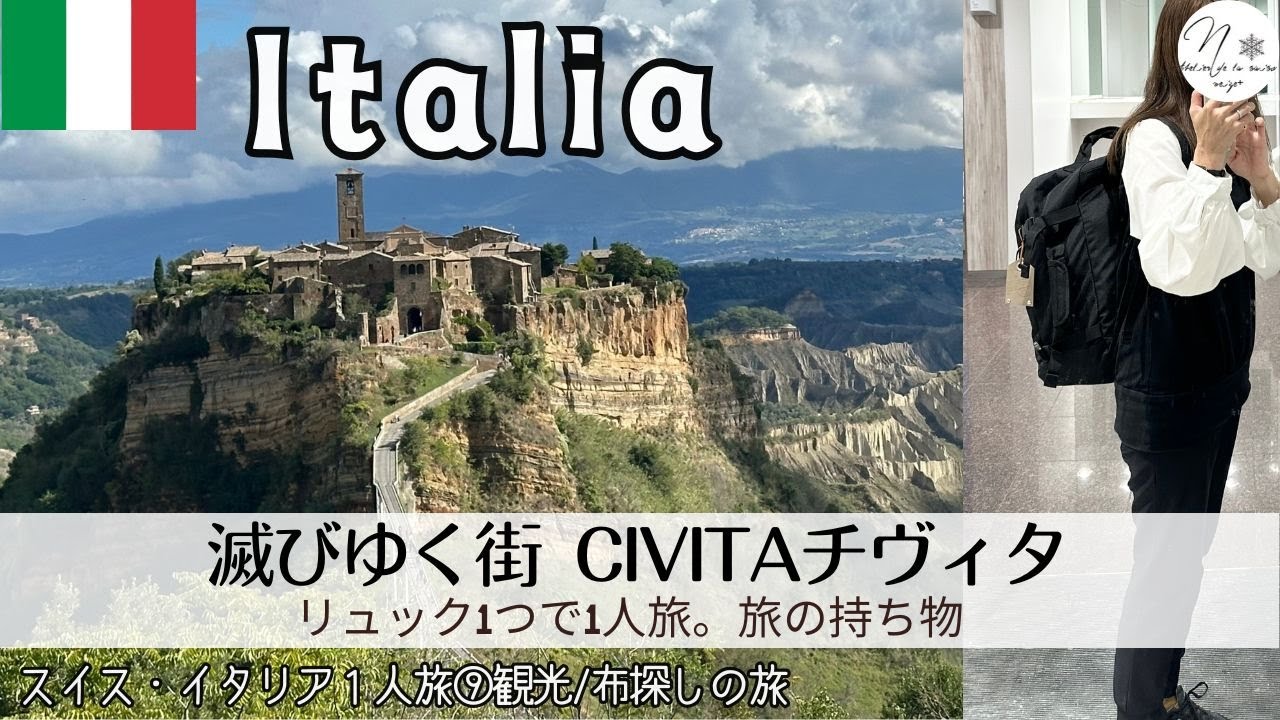 Italia
N
滅びゆく街 CIVITAチヴィタ
リュック1つで1人旅。旅の持ち物
スイス・イタリア１人旅⑨観光/布探しの旅